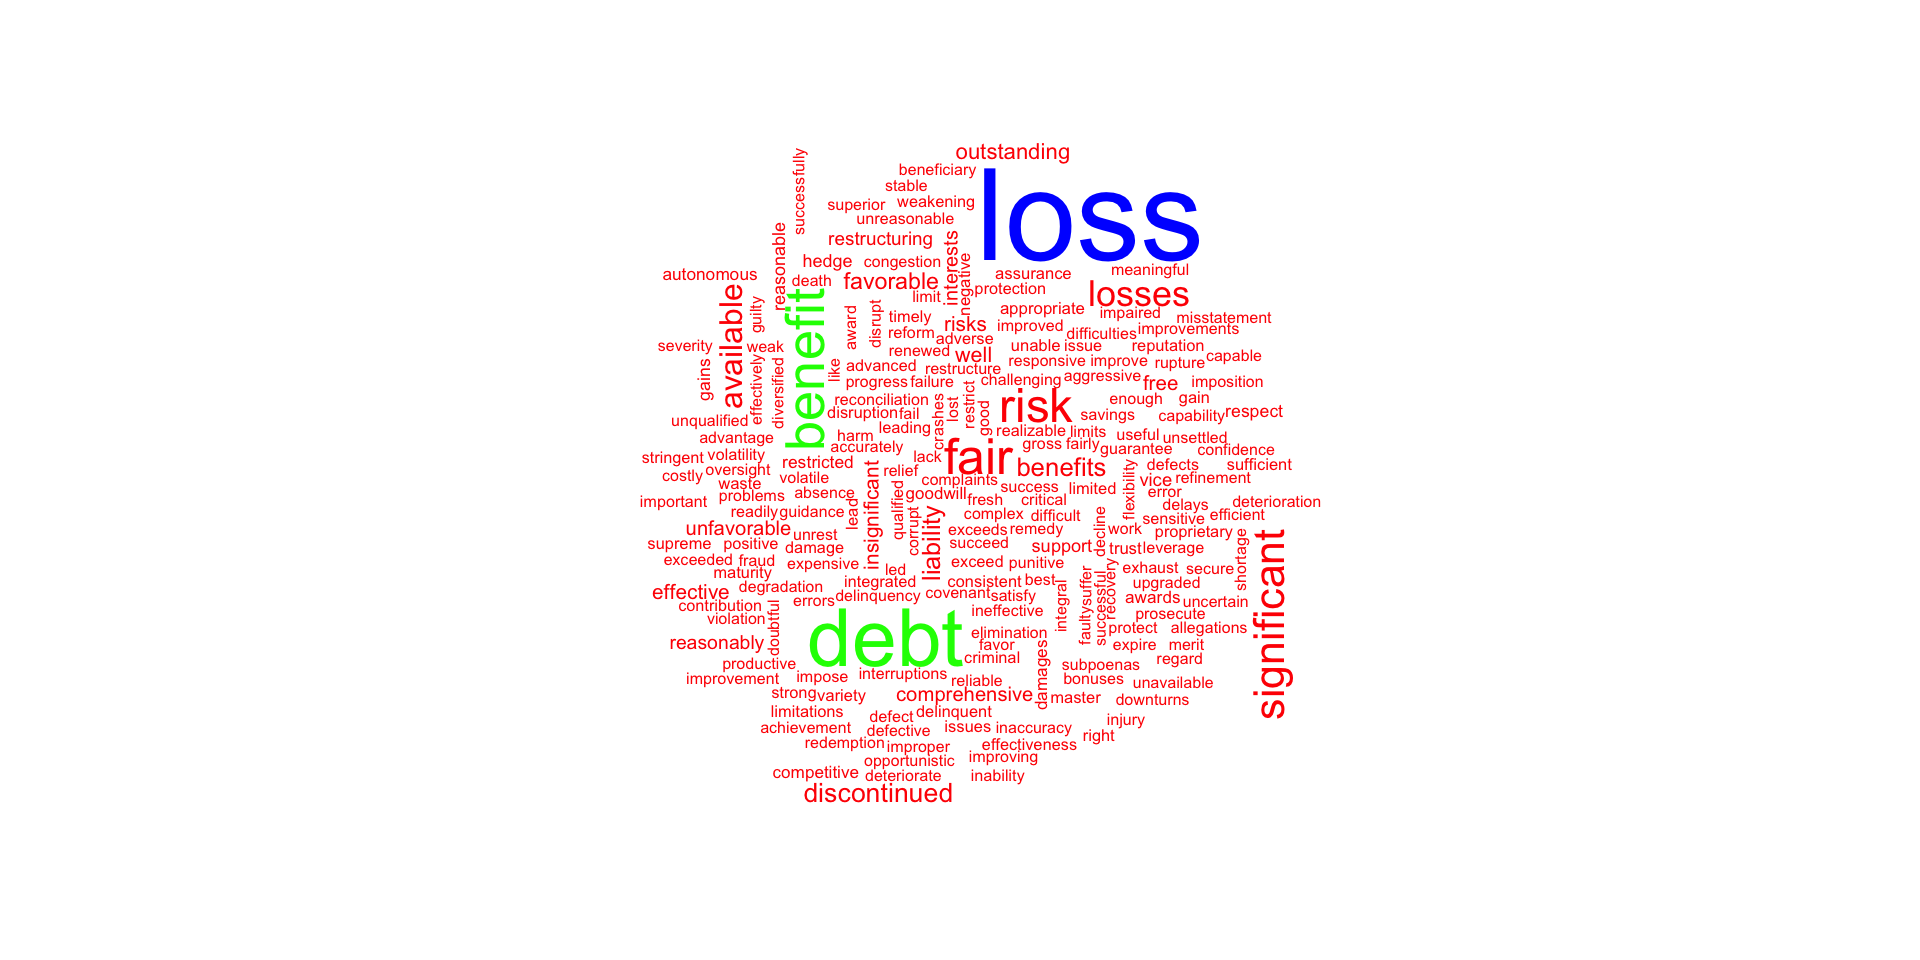 outstanding
beneficiary
successfully
stable
loss
superior
weakening
unreasonable
reasonable
restructuring
interests
hedge
congestion
negative
autonomous
death
favorable
assurance
meaningful
protection
losses
available
benefit
limit
guilty
award
disrupt
timely
appropriate
impaired
misstatement
risks
improved
reform
adverse
difficulties
improvements
severity
weak
renewed
well
unable
issue
reputation
gains
effectively
diversified
like
advanced
restructure
responsive
improve
rupture
capable
progress
failure
challenging
aggressive
free
imposition
reconciliation
crashes
lost
restrict
good
risk
enough
gain
unqualified
disruption
fail
savings
capability
respect
advantage
harm
leading
realizable
limits
useful
unsettled
accurately
fair
gross
fairly
guarantee
confidence
stringent
volatility
restricted
lack
benefits
defects
sufficient
costly
oversight
volatile
insignificant
relief
complaints
flexibility
vice
refinement
waste
problems
absence
qualified
goodwill
success
limited
error
important
lead
fresh
critical
delays
deterioration
readily
guidance
corrupt
liability
complex
difficult
decline
sensitive
efficient
unfavorable
unrest
exceeds
remedy
work
proprietary
significant
shortage
supreme
positive
damage
succeed
support
trust
leverage
exceeded
fraud
expensive
led
exceed
punitive
recovery
exhaust
secure
maturity
integrated
consistent
best
suffer
successful
upgraded
effective
degradation
errors
delinquency
covenant
satisfy
integral
faulty
awards
uncertain
contribution
doubtful
debt
ineffective
prosecute
violation
elimination
protect
allegations
reasonably
favor
damages
expire
merit
productive
criminal
subpoenas
regard
improvement
impose
interruptions
reliable
bonuses
unavailable
strong
variety
comprehensive
master
downturns
limitations
defect
delinquent
injury
achievement
defective
issues
inaccuracy
right
redemption
improper
effectiveness
opportunistic
improving
competitive
deteriorate
inability
discontinued